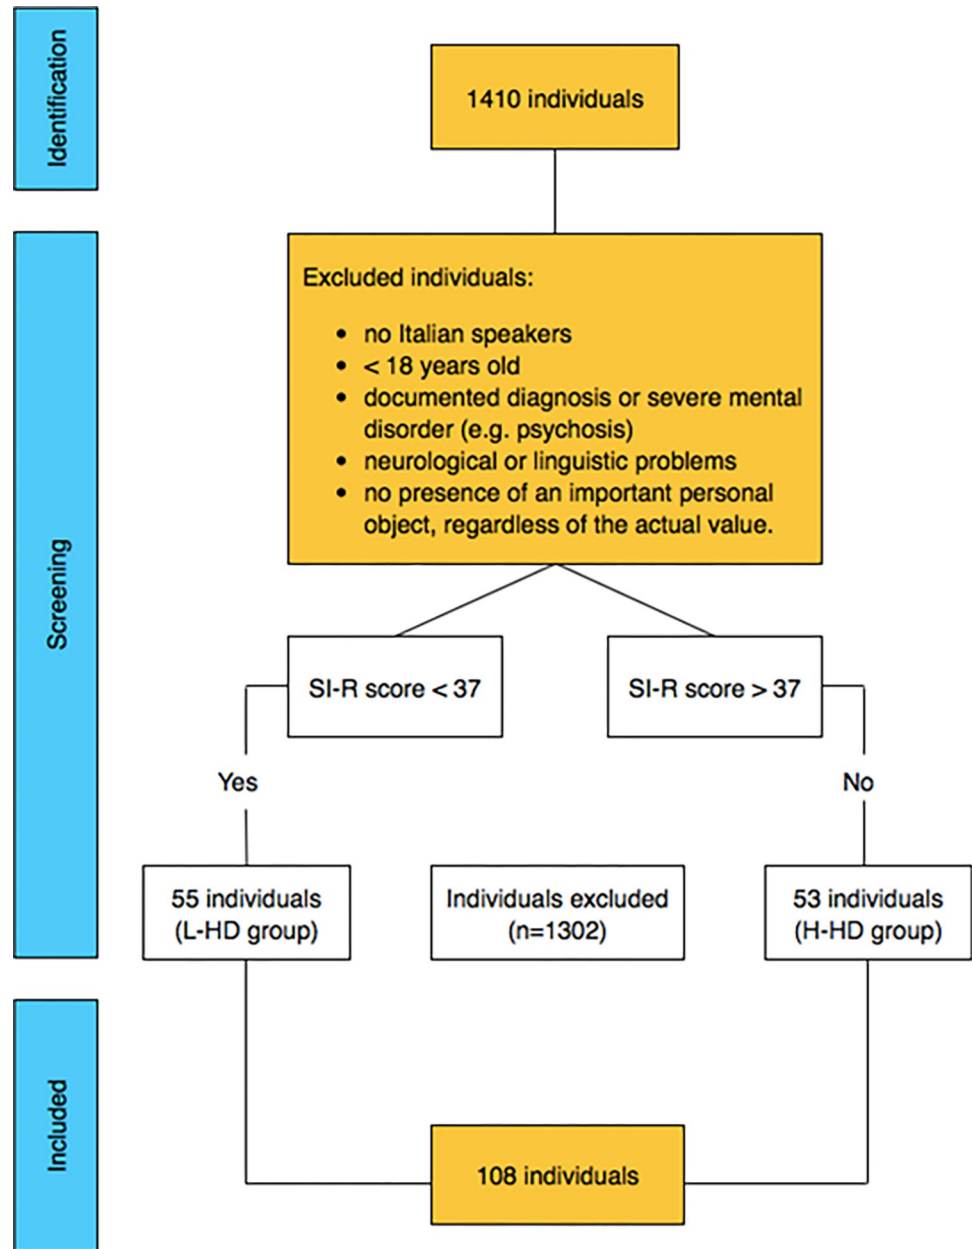 Identification
1410 individuals
Screening
Excluded individuals:
• no Italian speakers
• < 18 years old
• documented diagnosis or severe mental
disorder (e.g. psychosis)
• neurological or linguistic problems
• no presence of an important personal
object, regardless of the actual value.
SI-R score < 37
SI-R score > 37
Yes
No
55 individuals
(L-HD group)
Individuals excluded
(n=1302)
53 individuals
(H-HD group)
Included
108 individuals